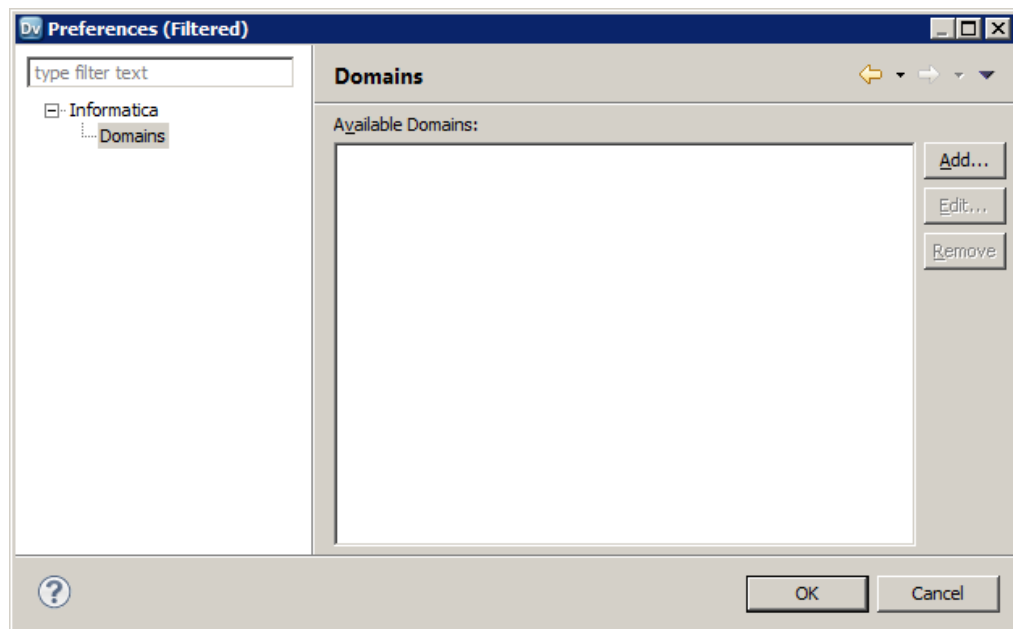 Dv Preferences (Filtered)
type filter text
Informatica
Domains
Domains
Available Domains:
Add...
Edit...
Remove
?
OK
Cancel